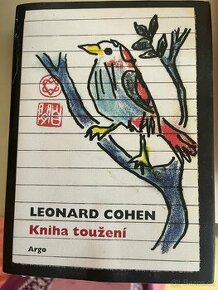 LEONARD COHEN
Kniha toužení
Argo